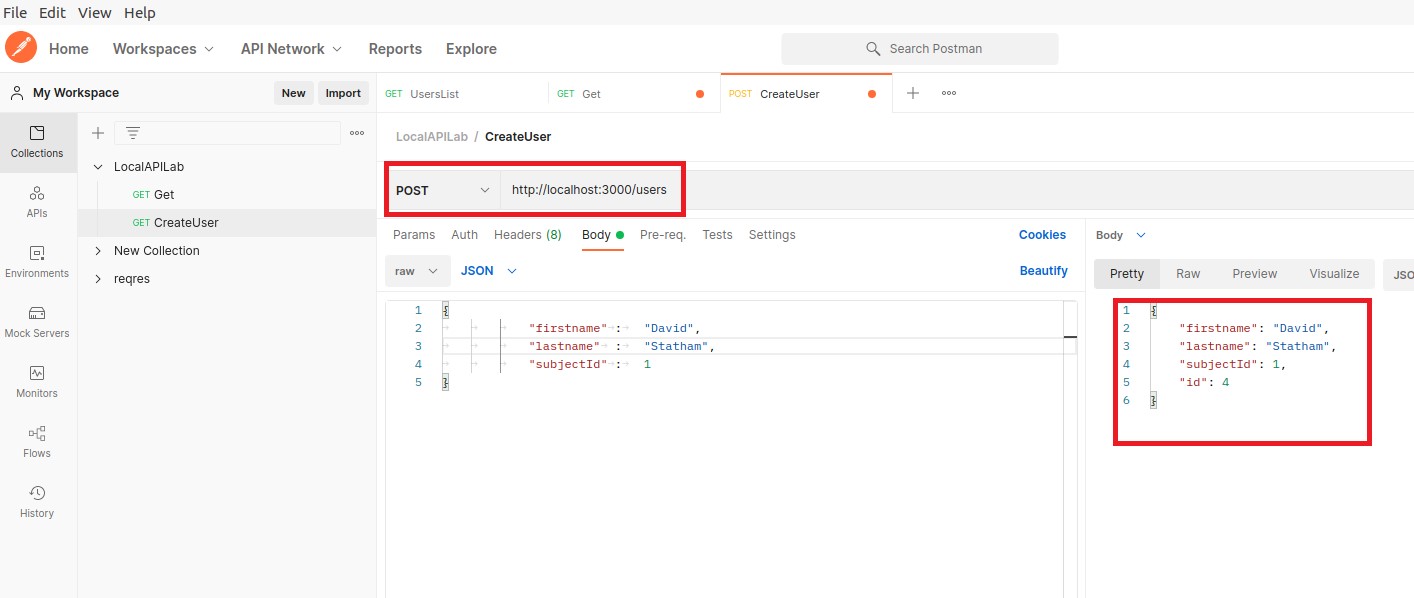 File Edit View Help
Home Workspaces API Network Reports Explore Search Postman
My Workspace New Import
GET UsersList GET Get POST CreateUser
Collections
APIs
Environments
Mock Servers
Monitors
Flows
History
LocalAPILab
GET Get
GET CreateUser
New Collection
reqres
LocalAPILab / CreateUser
POST http://localhost:3000/users
Params Auth Headers (8) Body Pre-req. Tests Settings Cookies
raw JSON Beautify
1 {
2 "firstname" : "David",
3 "lastname" : "Statham",
4 "subjectId" : 1
5 }
Body
Pretty Raw Preview Visualize JSO
1 {
2 "firstname": "David",
3 "lastname": "Statham",
4 "subjectId": 1,
5 "id": 4
6 }